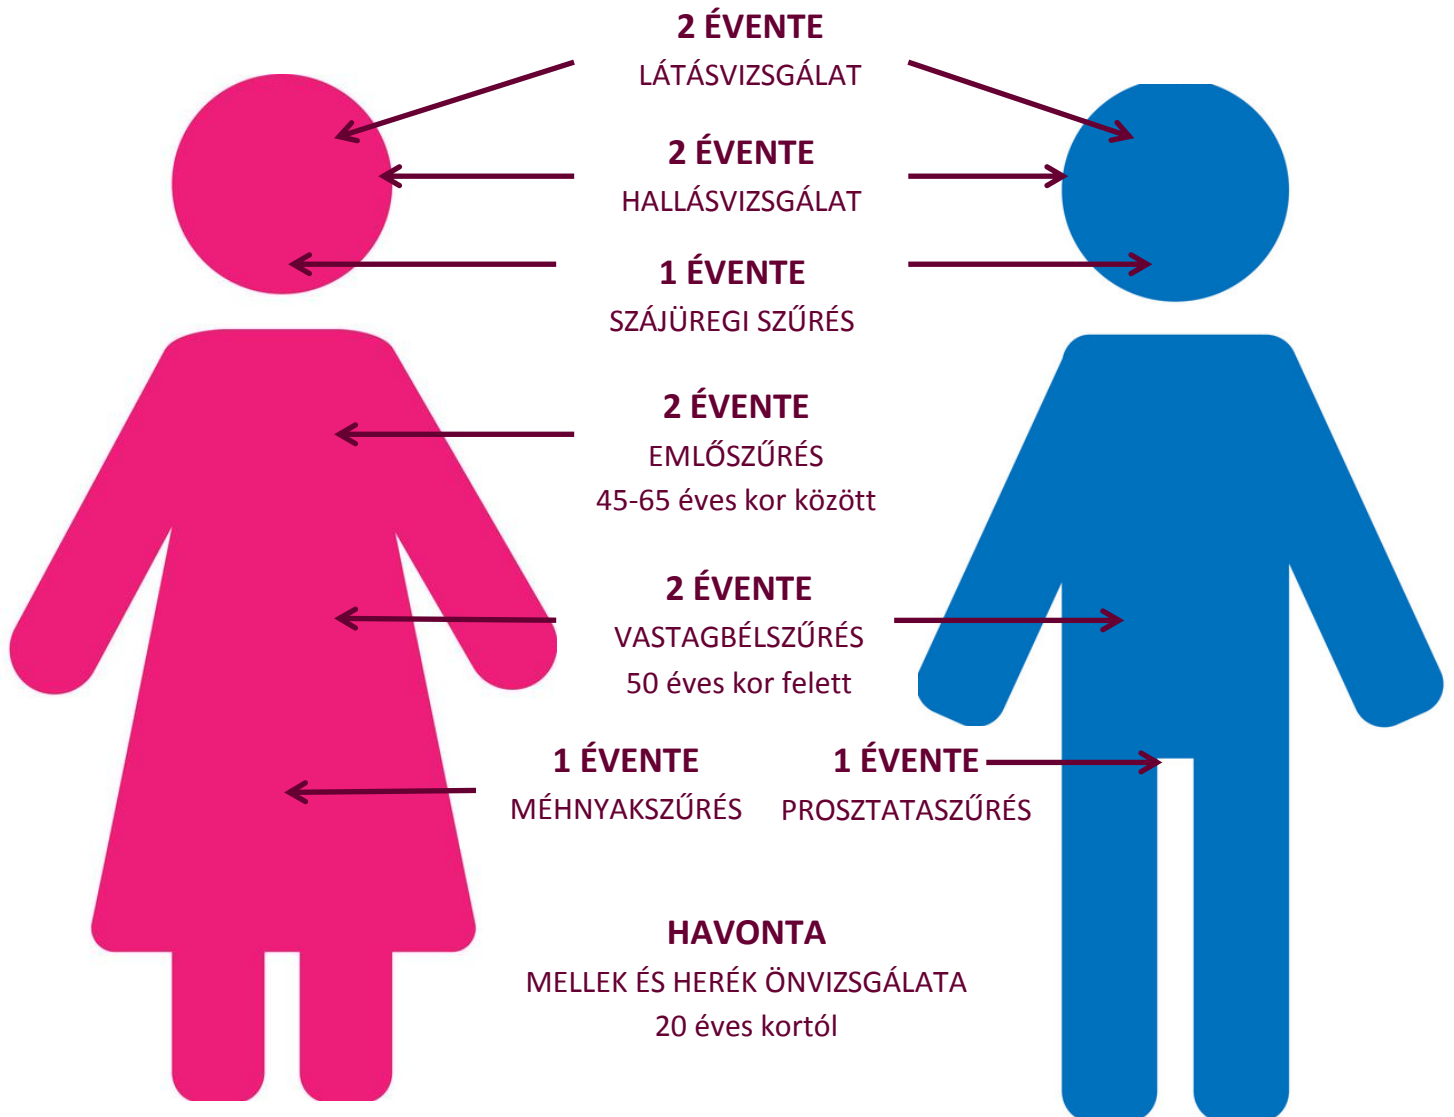 2 ÉVENTE
LÁTÁSVIZSGÁLAT
2 ÉVENTE
HALLÁSVIZSGÁLAT
1 ÉVENTE
SZÁJÜREGI SZŰRÉS
2 ÉVENTE
EMLŐSZŰRÉS
45-65 éves kor között
2 ÉVENTE
VASTAGBÉLSZŰRÉS
50 éves kor felett
1 ÉVENTE
MÉHNYAKSZŰRÉS
1 ÉVENTE
PROSZTATASZŰRÉS
HAVONTA
MELLEK ÉS HERÉK ÖNVIZSGÁLATA
20 éves kortól